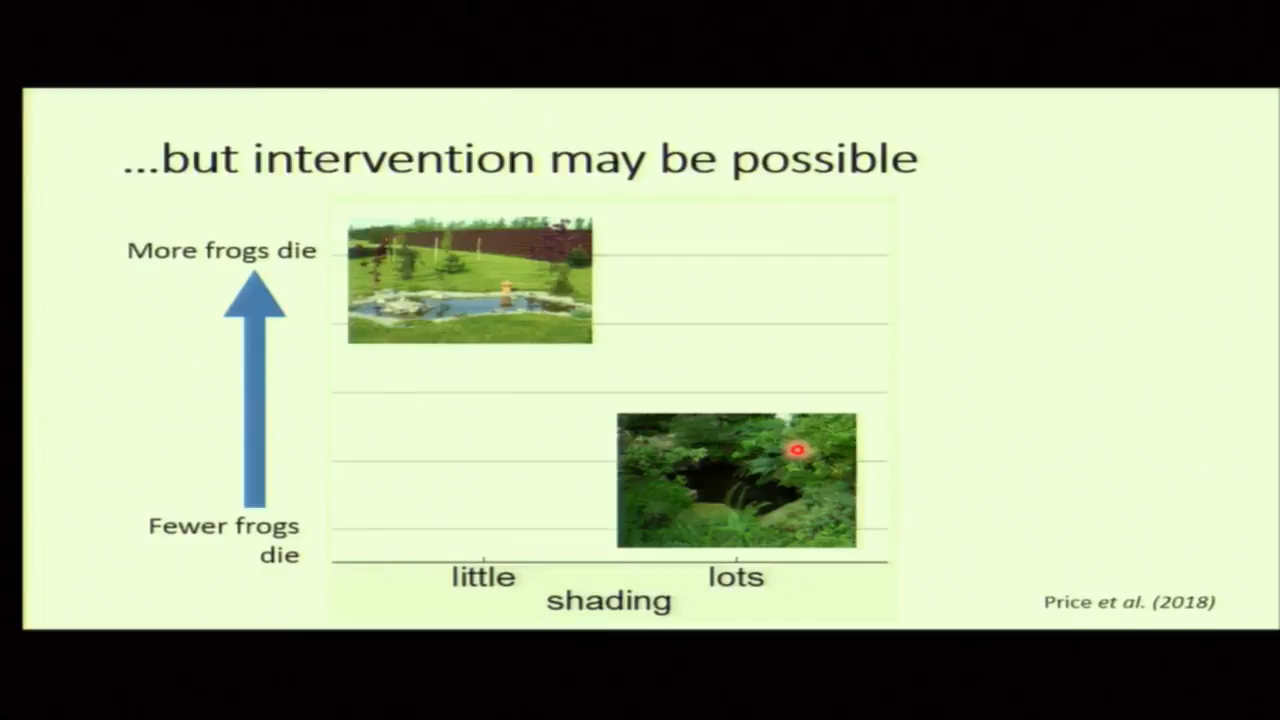 ...but intervention may be possible
More frogs die
Fewer frogs
die
little
lots
shading
Price et al. (2018)